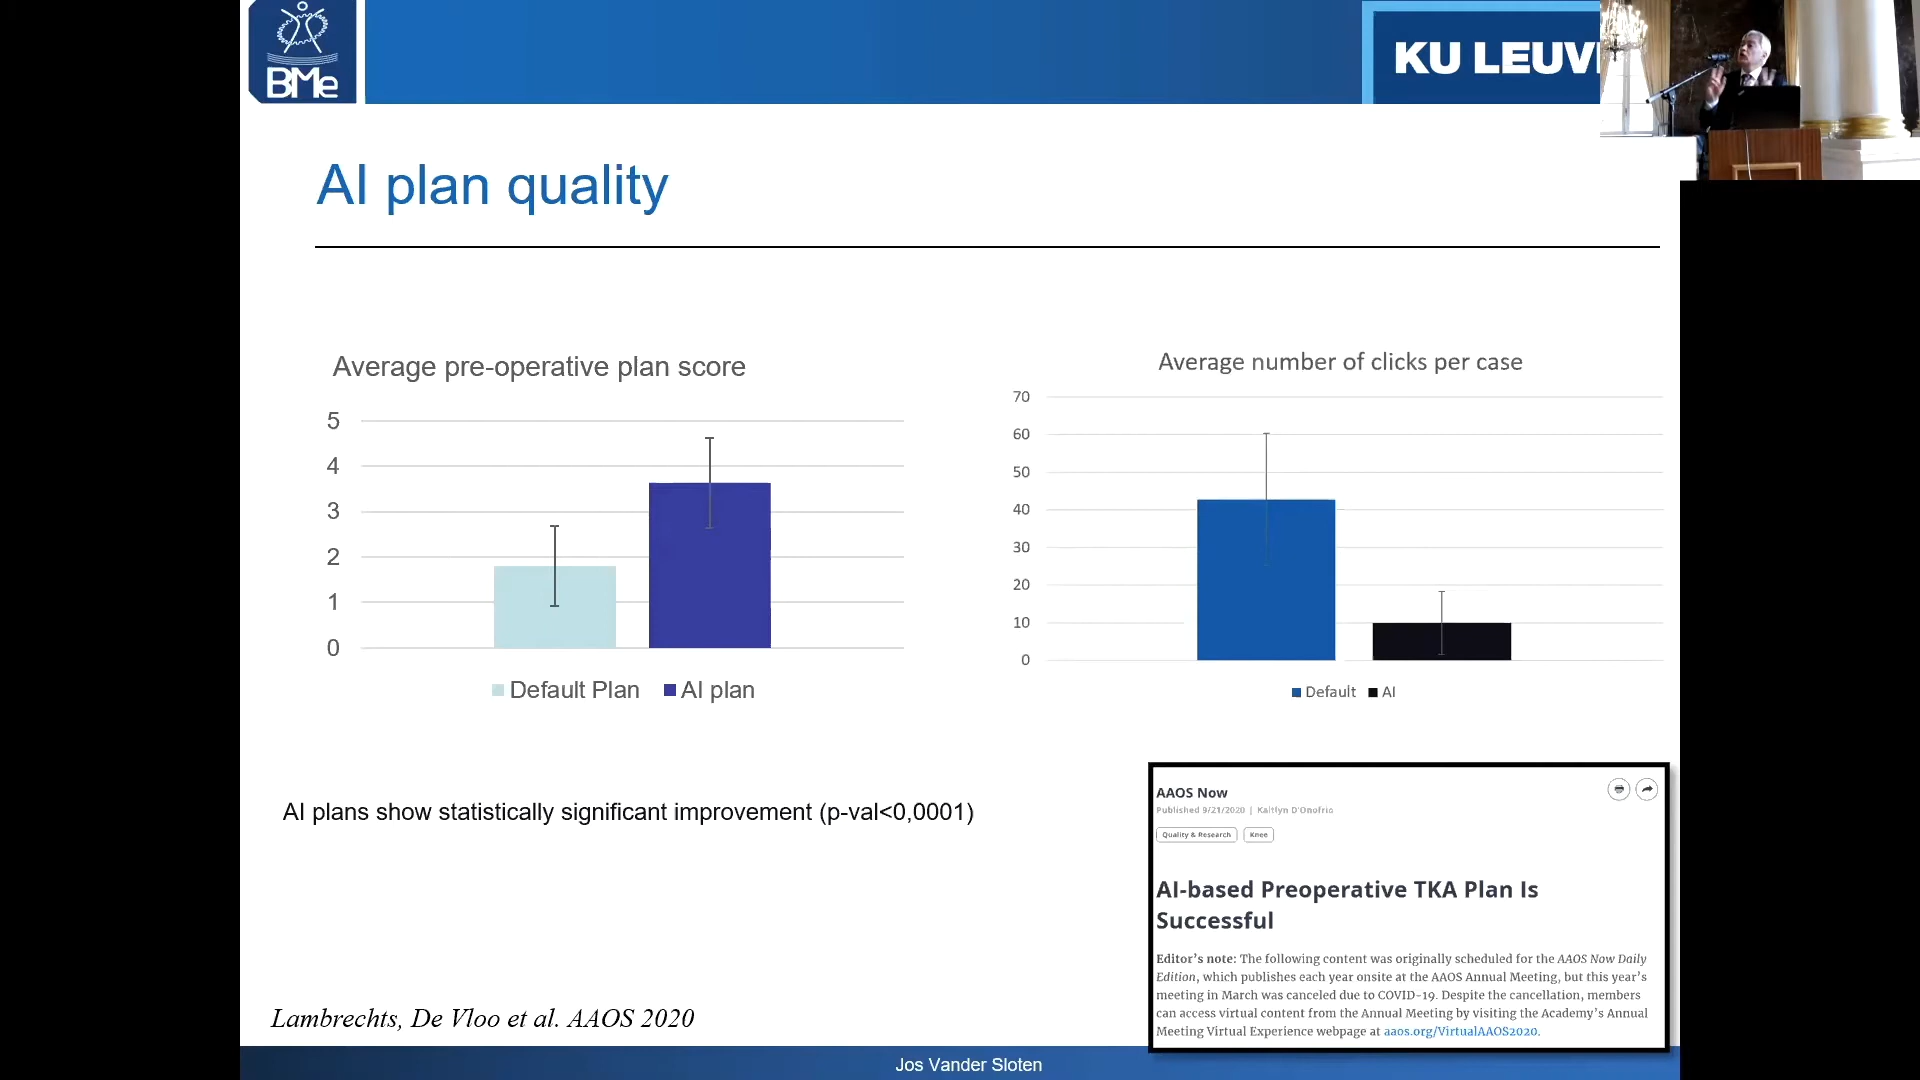 BMe
KU LEUV
AI plan quality
Average pre-operative plan score
5
4
3
2
1
0
Default Plan AI plan
Average number of clicks per case
70
60
50
40
30
20
10
0
Default AI
AI plans show statistically significant improvement (p-val<0,0001)
AAOS Now
Published 9/21/2020 | Kaitlyn D'Onofrio
Quality & Research Knee
AI-based Preoperative TKA Plan Is
Successful
Editor's note: The following content was originally scheduled for the AAOS Now Daily
Edition, which publishes each year onsite at the AAOS Annual Meeting, but this year's
meeting in March was canceled due to COVID-19. Despite the cancellation, members
can access virtual content from the Annual Meeting by visiting the Academy's Annual
Meeting Virtual Experience webpage at aaos.org/VirtualAAOS2020.
Lambrechts, De Vloo et al. AAOS 2020
Jos Vander Sloten